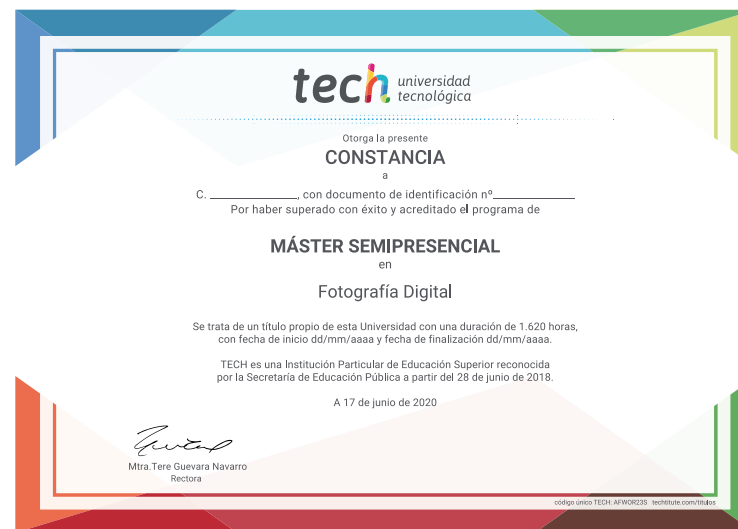 tech universidad
tecnológica
Otorga la presente
CONSTANCIA
a
C. ______________, con documento de identificación nº______________
Por haber superado con éxito y acreditado el programa de
MÁSTER SEMIPRESENCIAL
en
Fotografía Digital
Se trata de un título propio de esta Universidad con una duración de 1.620 horas,
con fecha de inicio dd/mm/aaaa y fecha de finalización dd/mm/aaaa.
TECH es una Institución Particular de Educación Superior reconocida
por la Secretaría de Educación Pública a partir del 28 de junio de 2018.
A 17 de junio de 2020
Mtra.Tere Guevara Navarro
Rectora
código único TECH: AFWOR23S  techtitute.com/titulos